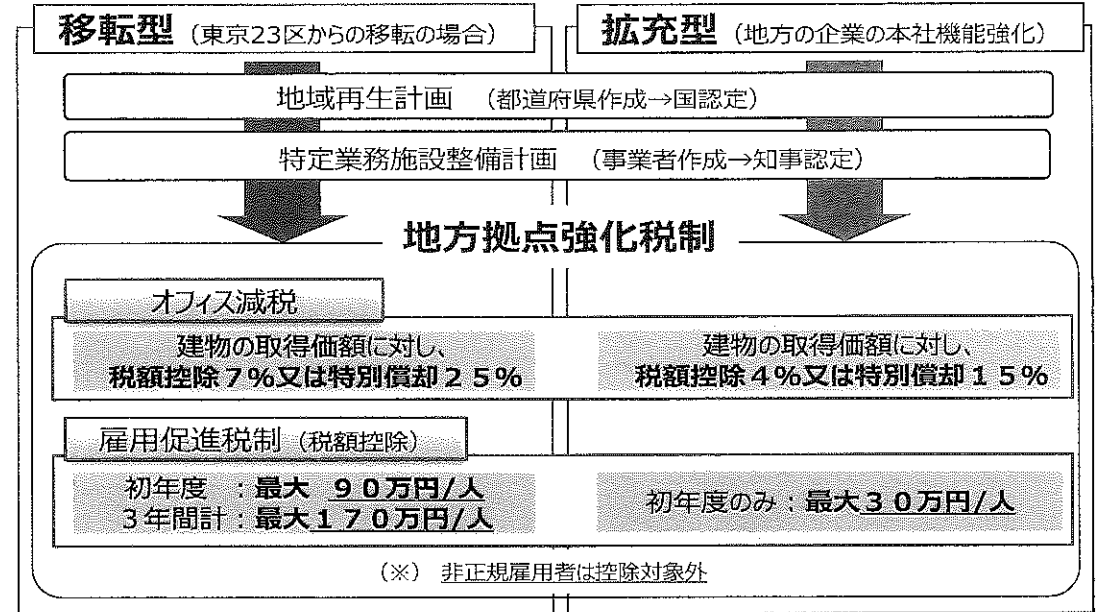 移転型（東京23区からの移転の場合）
拡充型（地方の企業の本社機能強化）
地域再生計画　（都道府県作成→国認定）
特定業務施設整備計画　（事業者作成→知事認定）
地方拠点強化税制
オフィス減税
建物の取得価額に対し、
税額控除７％又は特別償却２５％
建物の取得価額に対し、
税額控除４％又は特別償却１５％
雇用促進税制（税額控除）
初年度　：最大　９０万円/人
３年間計：最大１７０万円/人
初年度のみ：最大３０万円/人
（※）　非正規雇用者は控除対象外